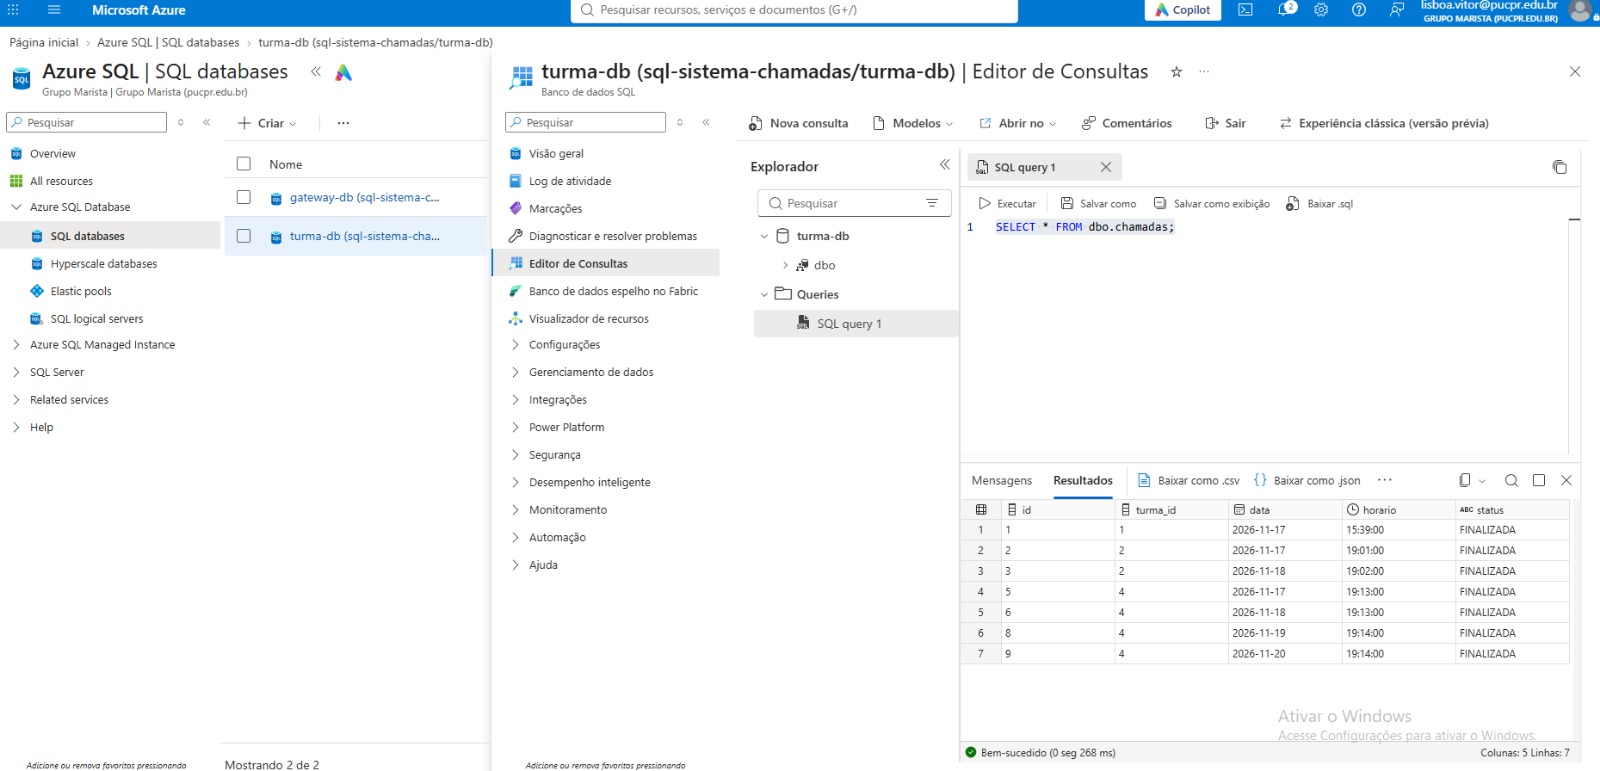 Microsoft Azure
Pesquisar recursos, serviços e documentos (G+/)
Copilot
2
lisboa.vitor@pucpr.edu.br
GRUPO MARISTA (PUCPR.EDU.BR)
Página inicial > Azure SQL | SQL databases > turma-db (sql-sistema-chamadas/turma-db)
SQL
Azure SQL | SQL databases
Grupo Marista | Grupo Marista (pucpr.edu.br)
Pesquisar
Criar
...
Overview
All resources
Azure SQL Database
SQL databases
Hyperscale databases
Elastic pools
SQL logical servers
Azure SQL Managed Instance
SQL Server
Related services
Help
Adicione ou remova favoritos pressionando
Nome
gateway-db (sql-sistema-c...
turma-db (sql-sistema-cha...
Mostrando 2 de 2
turma-db (sql-sistema-chamadas/turma-db) | Editor de Consultas
...
Banco de dados SQL
Pesquisar
Visão geral
Log de atividade
Marcações
Diagnosticar e resolver problemas
Editor de Consultas
Banco de dados espelho no Fabric
Visualizador de recursos
Configurações
Gerenciamento de dados
Integrações
Power Platform
Segurança
Desempenho inteligente
Monitoramento
Automação
Ajuda
Adicione ou remova favoritos pressionando
Nova consulta
Modelos
Abrir no
Comentários
Sair
Experiência clássica (versão prévia)
Explorador
Pesquisar
turma-db
dbo
Queries
SQL query 1
SQL query 1
Executar
Salvar como
Salvar como exibição
Baixar .sql
1 SELECT * FROM dbo.chamadas;
Mensagens
Resultados
Baixar como .csv
Baixar como .json
...
id turma_id data horario ABC status
1 1 1 2026-11-17 15:39:00 FINALIZADA
2 2 2 2026-11-17 19:01:00 FINALIZADA
3 3 2 2026-11-18 19:02:00 FINALIZADA
4 5 4 2026-11-17 19:13:00 FINALIZADA
5 6 4 2026-11-18 19:13:00 FINALIZADA
6 8 4 2026-11-19 19:14:00 FINALIZADA
7 9 4 2026-11-20 19:14:00 FINALIZADA
Ativar o Windows
Acesse Configurações para ativar o Windows.
Bem-sucedido (0 seg 268 ms)
Colunas: 5 Linhas: 7